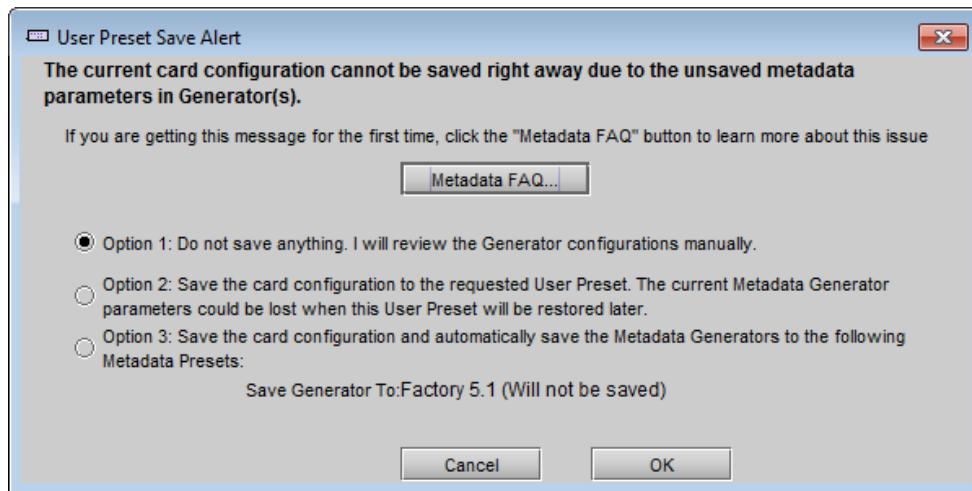 User Preset Save Alert
The current card configuration cannot be saved right away due to the unsaved metadata
parameters in Generator(s).
If you are getting this message for the first time, click the "Metadata FAQ" button to learn more about this issue
Metadata FAQ...
Option 1: Do not save anything. I will review the Generator configurations manually.
Option 2: Save the card configuration to the requested User Preset. The current Metadata Generator
parameters could be lost when this User Preset will be restored later.
Option 3: Save the card configuration and automatically save the Metadata Generators to the following
Metadata Presets:
Save Generator To:Factory 5.1 (Will not be saved)
Cancel OK